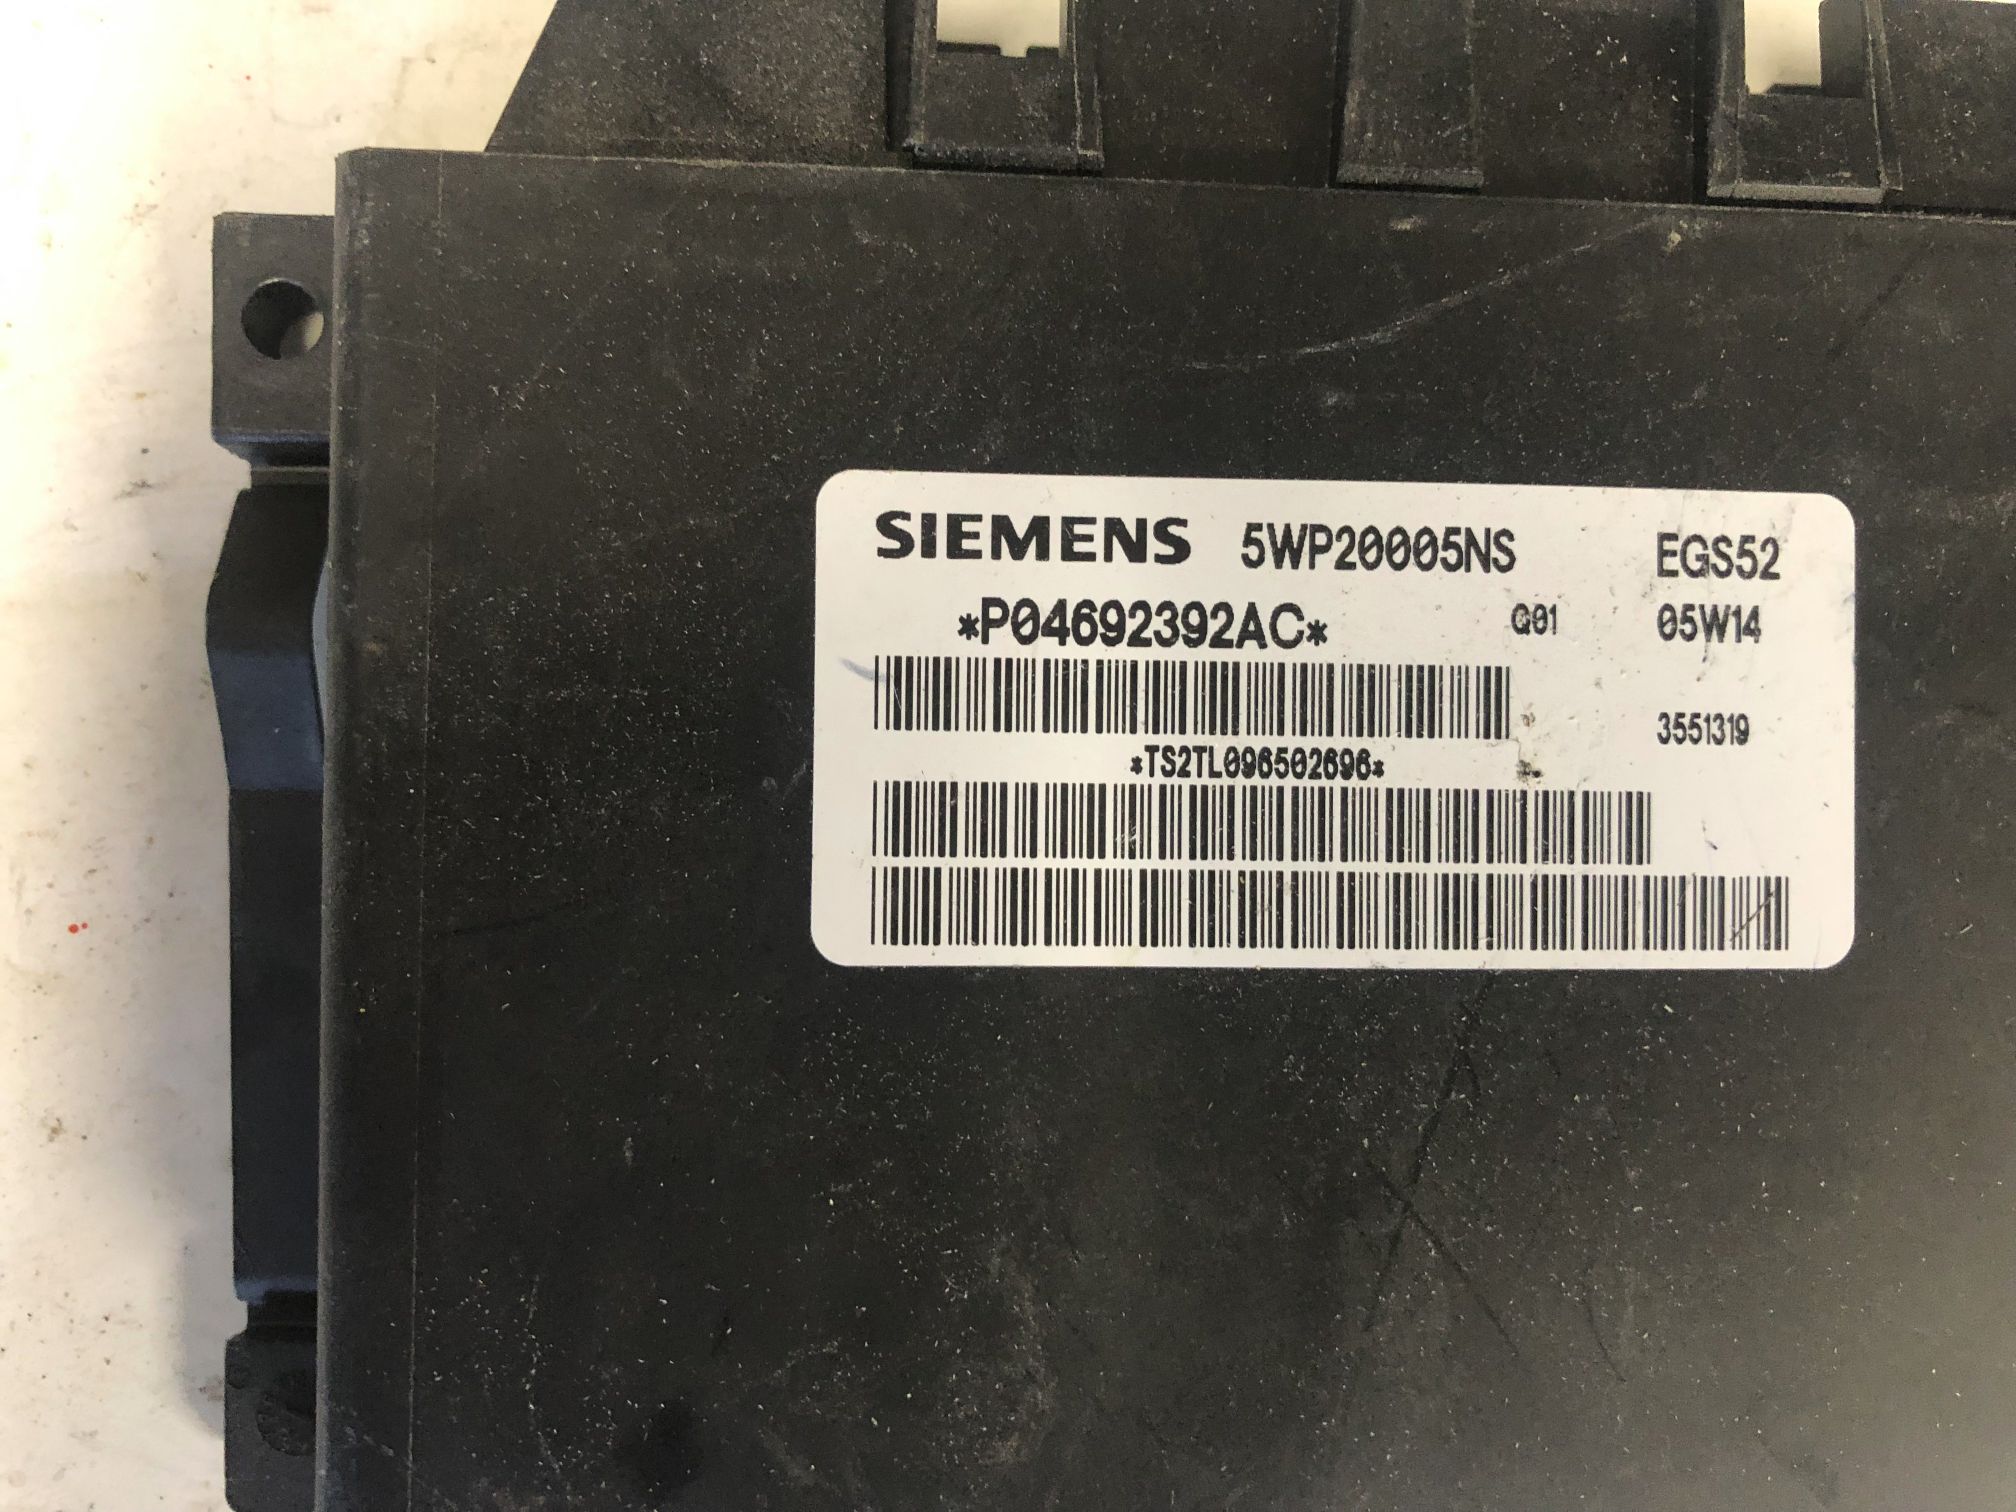 SIEMENS 5WP20005NS EGS52
*P04692392AC* Q01 05W14
3551319
*TS2TL096502696*